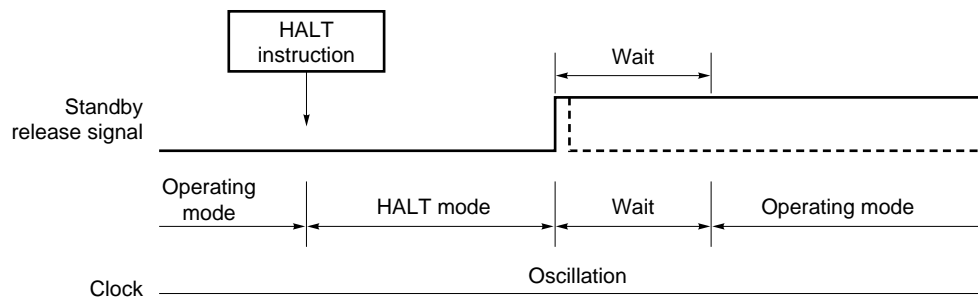 HALT
instruction
Wait
Standby
release signal
Operating
mode
HALT mode
Wait
Operating mode
Oscillation
Clock